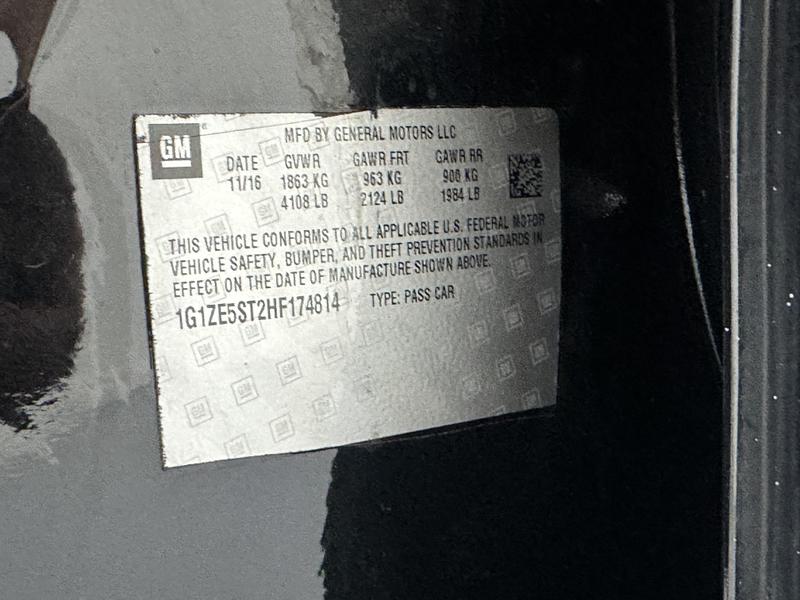 GM
MFD BY GENERAL MOTORS LLC
DATE GVWR GAWR FRT GAWR RR
11/16 1863 KG 963 KG 900 KG
4108 LB 2124 LB 1984 LB
THIS VEHICLE CONFORMS TO ALL APPLICABLE U.S. FEDERAL MOTOR
VEHICLE SAFETY, BUMPER, AND THEFT PREVENTION STANDARDS IN
EFFECT ON THE DATE OF MANUFACTURE SHOWN ABOVE.
1G1ZE5ST2HF174814 TYPE: PASS CAR